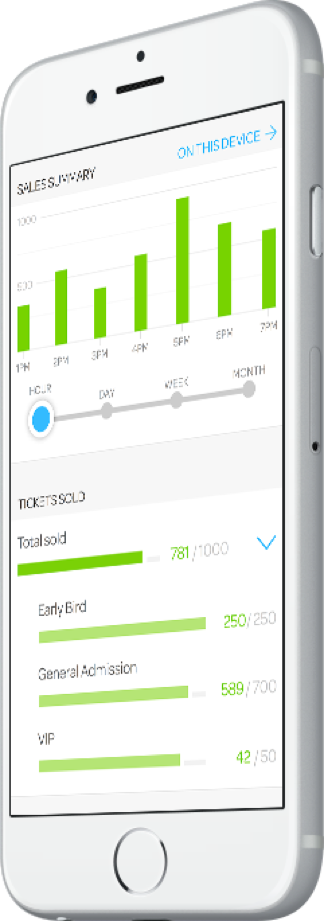 SALES SUMMARY
ON THIS DEVICE →
1000
500
1PM 2PM 3PM 4PM 5PM 6PM 7PM
HOUR DAY WEEK MONTH
TICKETS SOLD
Total sold 781/1000
Early Bird 250/250
General Admission 589/700
VIP 42/50